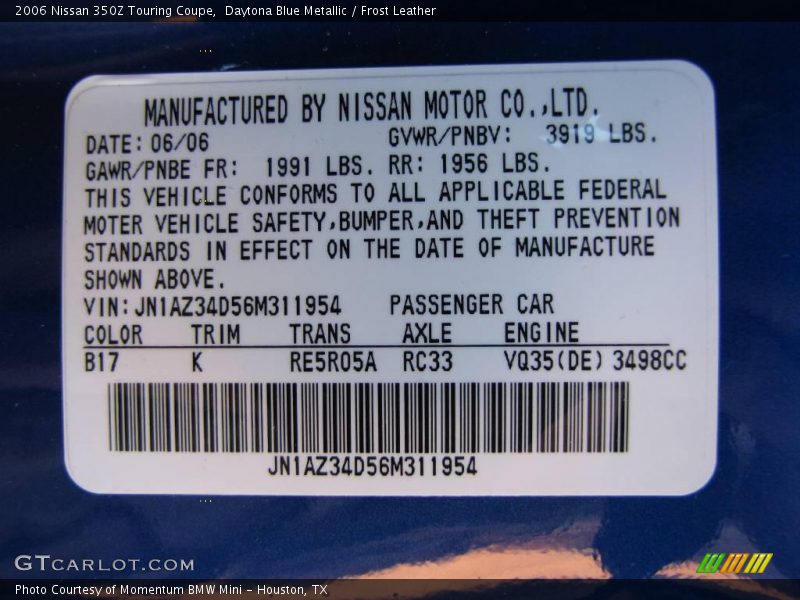 2006 Nissan 350Z Touring Coupe,  Daytona Blue Metallic / Frost Leather
MANUFACTURED BY NISSAN MOTOR CO.,LTD.
DATE: 06/06 GVWR/PNBV: 3919 LBS.
GAWR/PNBE FR: 1991 LBS. RR: 1956 LBS.
THIS VEHICLE CONFORMS TO ALL APPLICABLE FEDERAL
MOTER VEHICLE SAFETY,BUMPER,AND THEFT PREVENTION
STANDARDS IN EFFECT ON THE DATE OF MANUFACTURE
SHOWN ABOVE.
VIN: JN1AZ34D56M311954 PASSENGER CAR
COLOR TRIM TRANS AXLE ENGINE
B17 K RE5R05A RC33 VQ35(DE) 3498CC
JN1AZ34D56M311954
GTCARLOT.COM
Photo Courtesy of Momentum BMW Mini - Houston, TX